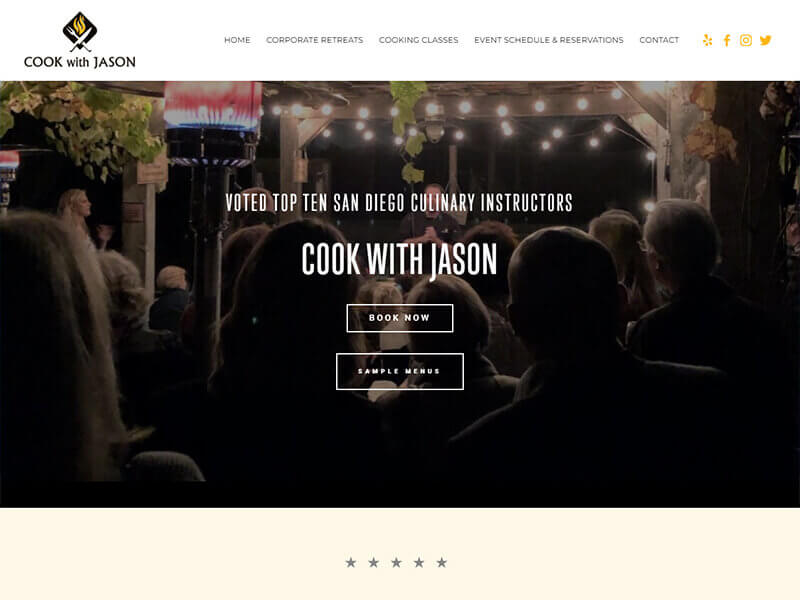 COOK with JASON
HOME CORPORATE RETREATS COOKING CLASSES EVENT SCHEDULE & RESERVATIONS CONTACT
VOTED TOP TEN SAN DIEGO CULINARY INSTRUCTORS
COOK WITH JASON
BOOK NOW
SAMPLE MENUS